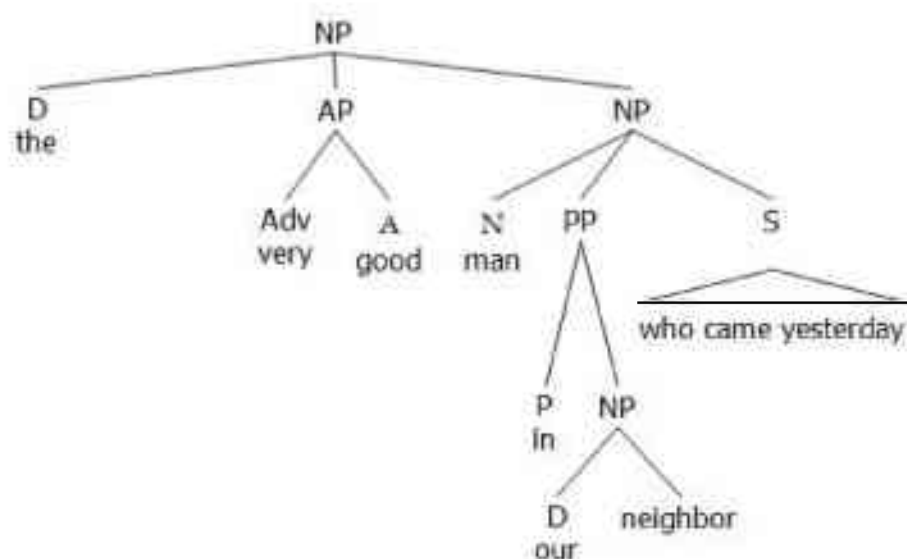 NP
D AP NP
the
Adv A N PP S
very good man
who came yesterday
P NP
in
D neighbor
our